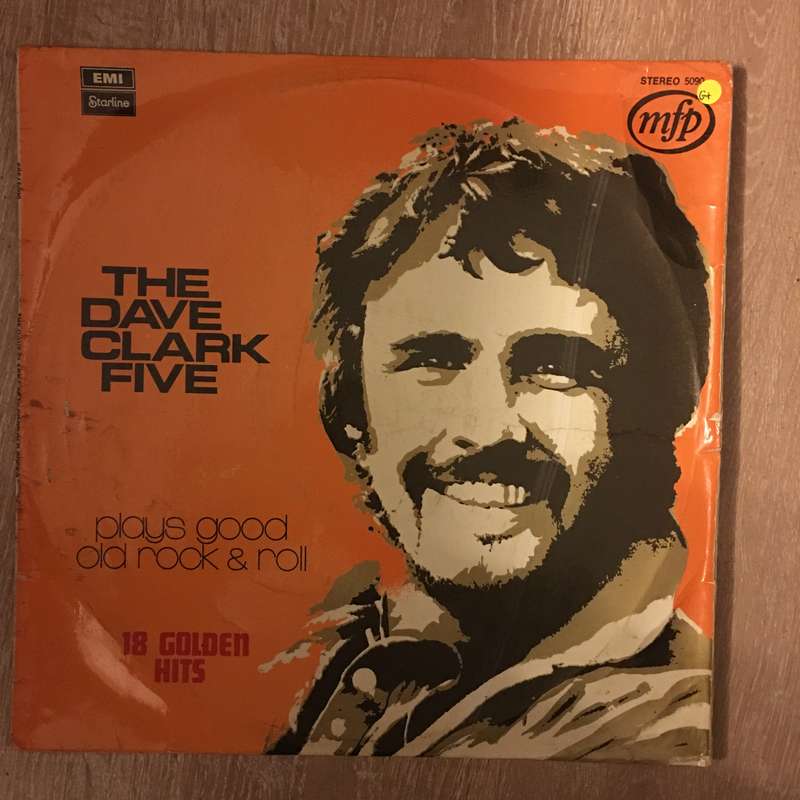 EMI
Starline
STEREO 5090
G+
mfp
THE
DAVE
CLARK
FIVE
plays good
old rock & roll
18 GOLDEN
HITS